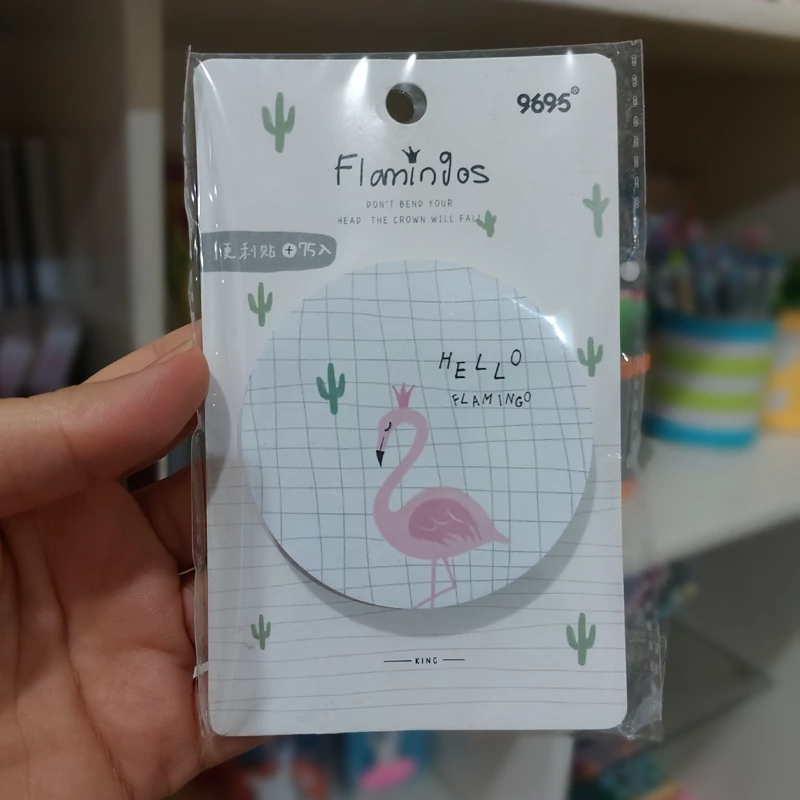 9695®
Flamingos
DON'T BEND YOUR
HEAD THE CROWN WILL FALL
便利贴+75入
HELLO
FLAMINGO
KING